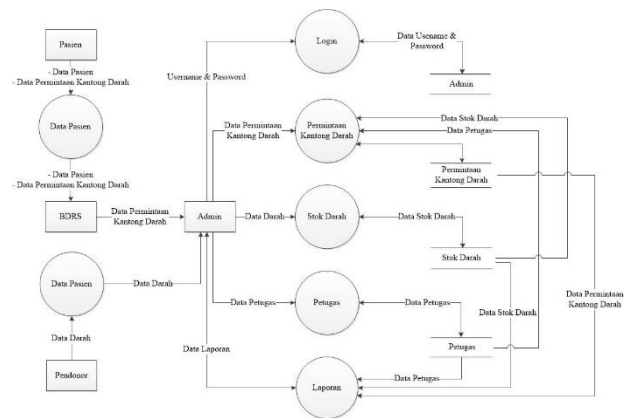 Pasien
- Data Pasien
- Data Permintaan Kantong Darah
Data Pasien
- Data Pasien
- Data Permintaan Kantong Darah
BDRS
Data Permintaan
Kantong Darah
Admin
Data Pasien
Data Darah
Data Darah
Pendonor
Username & Password
Login
Data Usename &
Password
Admin
Data Permintaan
Kantong Darah
Permintaan
Kantong Darah
Data Stok Darah
Data Petugas
Permintaan
Kantong Darah
Data Darah
Stok Darah
Data Stok Darah
Stok Darah
Data Petugas
Petugas
Data Petugas
Petugas
Data Stok Darah
Data Permintaan
Kantong Darah
Data Laporan
Laporan
Data Petugas